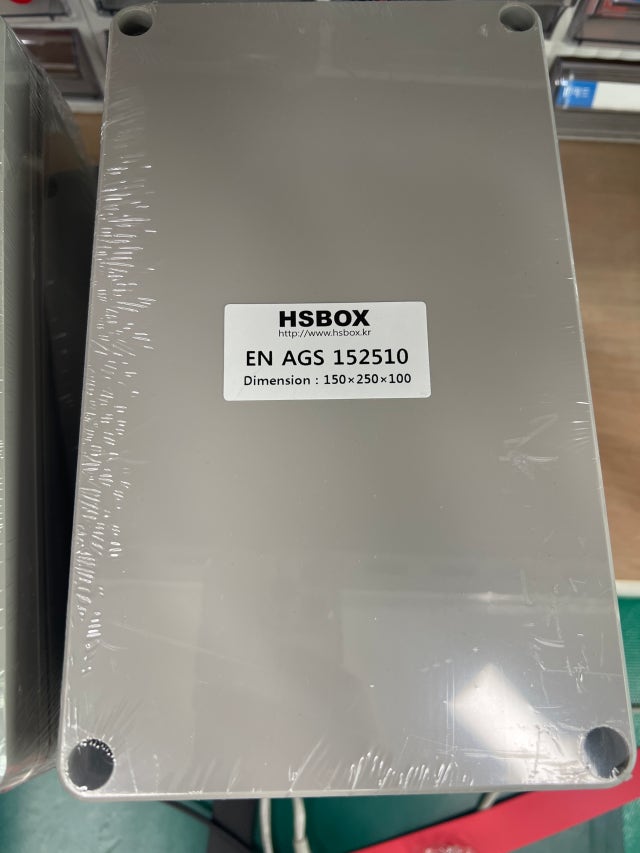 HSBOX
http://www.hsbox.kr
EN AGS 152510
Dimension : 150×250×100